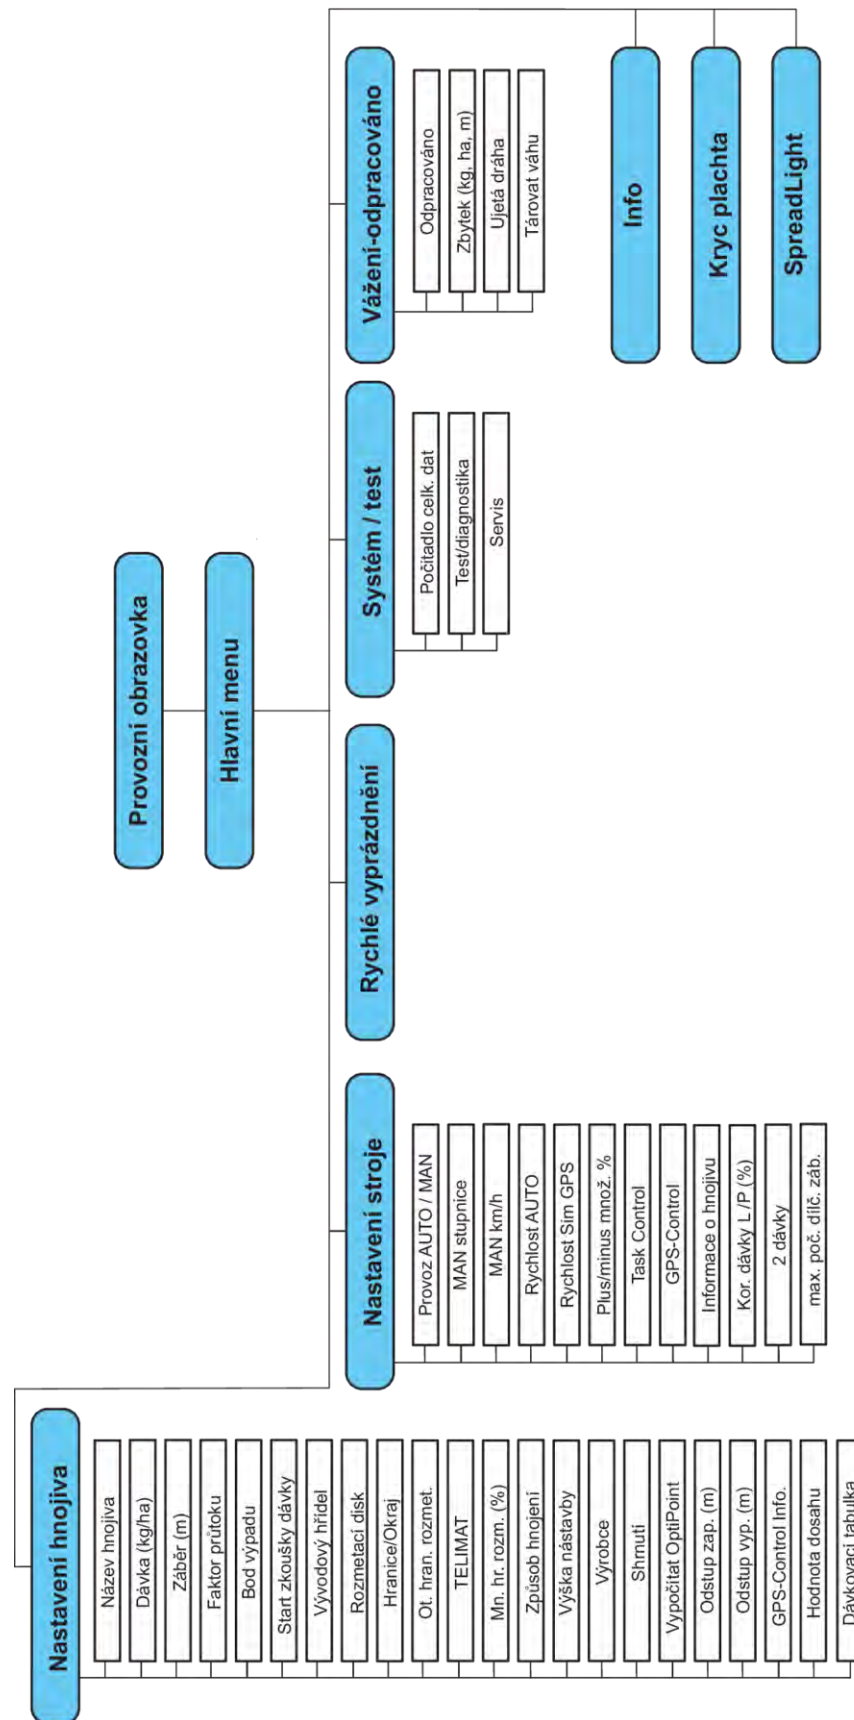 Provozní obrazovka
Hlavní menu
Nastavení hnojiva
Název hnojiva
Dávka (kg/ha)
Záběr (m)
Faktor průtoku
Bod výpadu
Start zkoušky dávky
Vývodový hřídel
Rozmetací disk
Hranice/Okraj
Ot. hran. rozmet.
TELIMAT
Mn. hr. rozm. (%)
Způsob hnojení
Výška nástavby
Výrobce
Shrnutí
Vypočítat OptiPoint
Odstup zap. (m)
Odstup vyp. (m)
GPS-Control Info.
Hodnota dosahu
Dávkovací tabulka
Nastavení stroje
Provoz AUTO / MAN
MAN stupnice
MAN km/h
Rychlost AUTO
Rychlost Sim GPS
Plus/minus množ. %
Task Control
GPS-Control
Informace o hnojivu
Kor. dávky L /P (%)
2 dávky
max. poč. dílč. záb.
Rychlé vyprázdnění
Systém / test
Počítadlo celk. dat
Test/diagnostika
Servis
Vážení-odpracováno
Odpracováno
Zbytek (kg, ha, m)
Ujetá dráha
Tárovat váhu
Info
Kryc plachta
SpreadLight